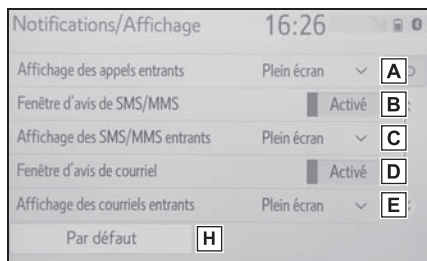 Notifications/Affichage 16:26
Affichage des appels entrants Plein écran A
Fenêtre d'avis de SMS/MMS Activé B
Affichage des SMS/MMS entrants Plein écran C
Fenêtre d'avis de courriel Activé D
Affichage des courriels entrants Plein écran E
Par défaut H